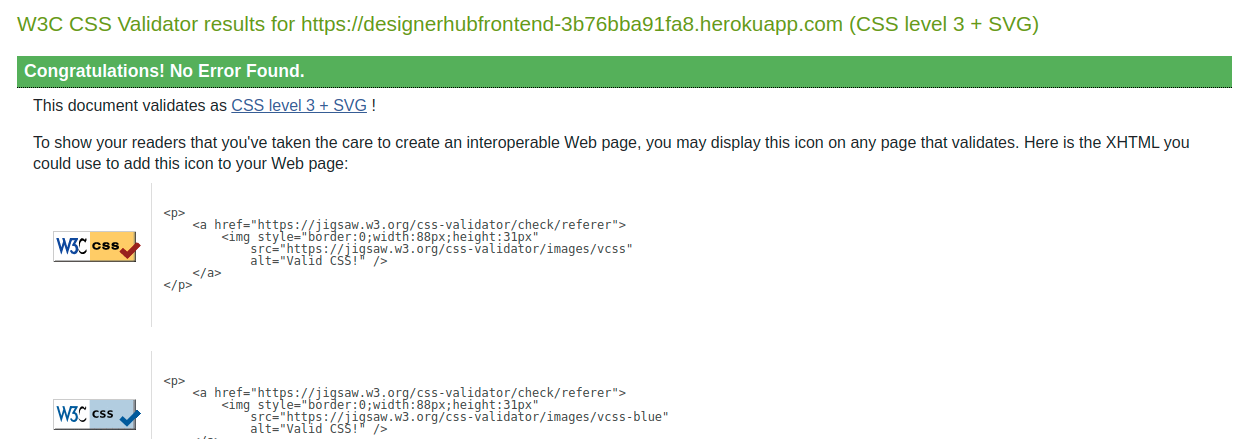 W3C CSS Validator results for https://designerhubfrontend-3b76bba91fa8.herokuapp.com (CSS level 3 + SVG)
Congratulations! No Error Found.
This document validates as CSS level 3 + SVG !
To show your readers that you've taken the care to create an interoperable Web page, you may display this icon on any page that validates. Here is the XHTML you
could use to add this icon to your Web page:
<p>
    <a href="https://jigsaw.w3.org/css-validator/check/referer">
        <img style="border:0;width:88px;height:31px"
            src="https://jigsaw.w3.org/css-validator/images/vcss"
            alt="Valid CSS!" />
    </a>
</p>
W3C css
<p>
    <a href="https://jigsaw.w3.org/css-validator/check/referer">
        <img style="border:0;width:88px;height:31px"
            src="https://jigsaw.w3.org/css-validator/images/vcss-blue"
            alt="Valid CSS!" />
W3C css